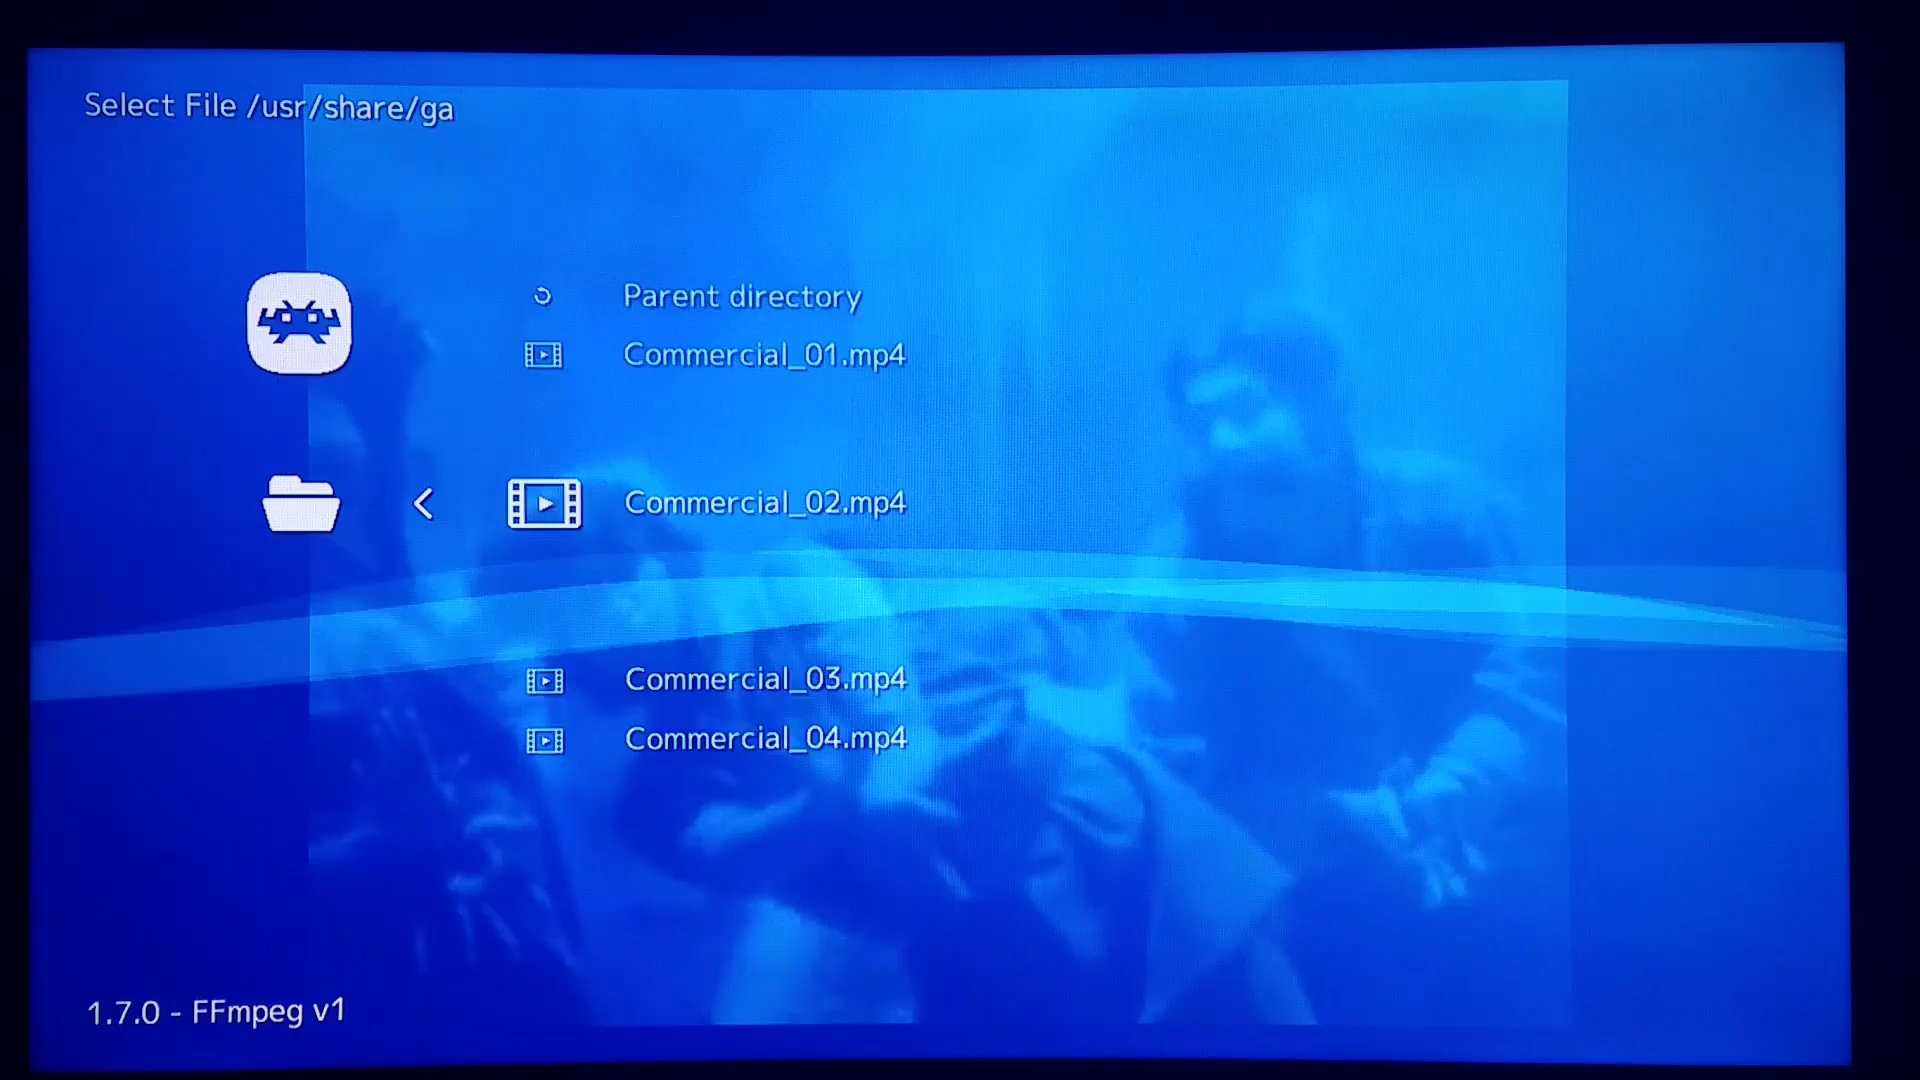 Select File /usr/share/ga
Parent directory
Commercial_01.mp4
Commercial_02.mp4
Commercial_03.mp4
Commercial_04.mp4
1.7.0 - FFmpeg v1